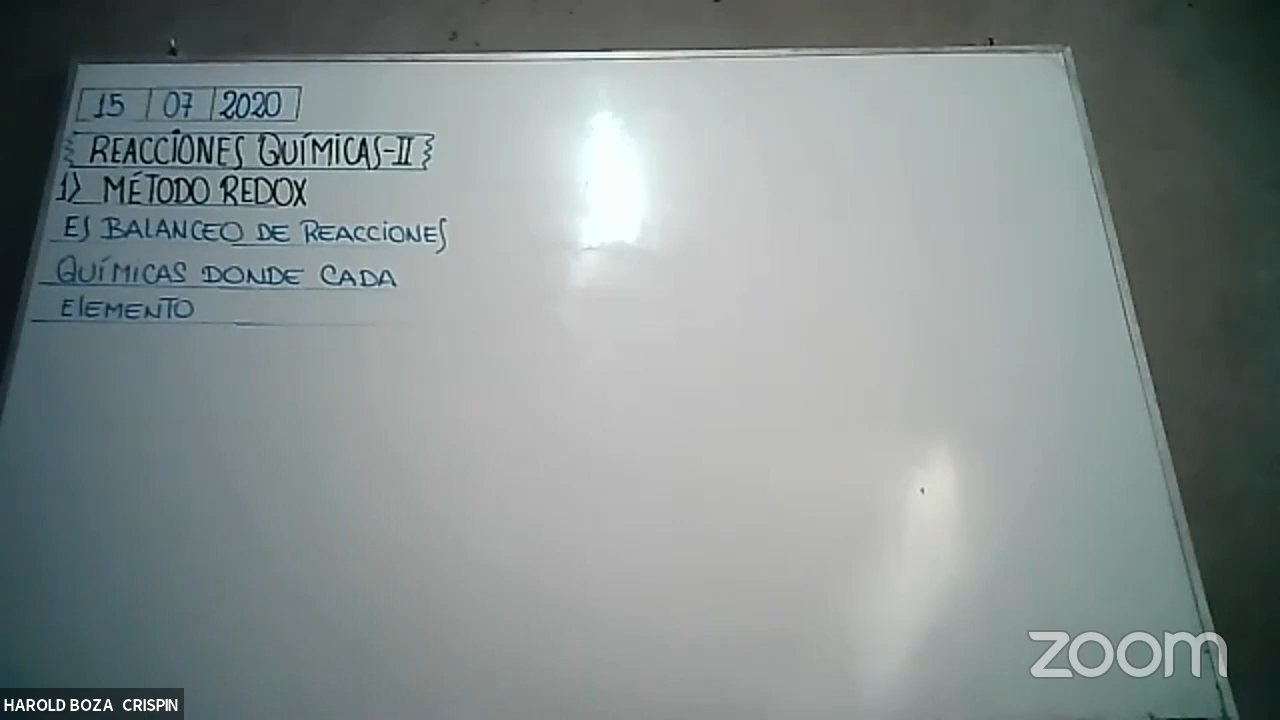 15 | 07 | 2020
REACCIONES QUÍMICAS-II
1) MÉTODO REDOX
ES BALANCEO DE REACCIONES
QUÍMICAS DONDE CADA
ElEMENTO
zoom
HAROLD BOZA CRISPIN